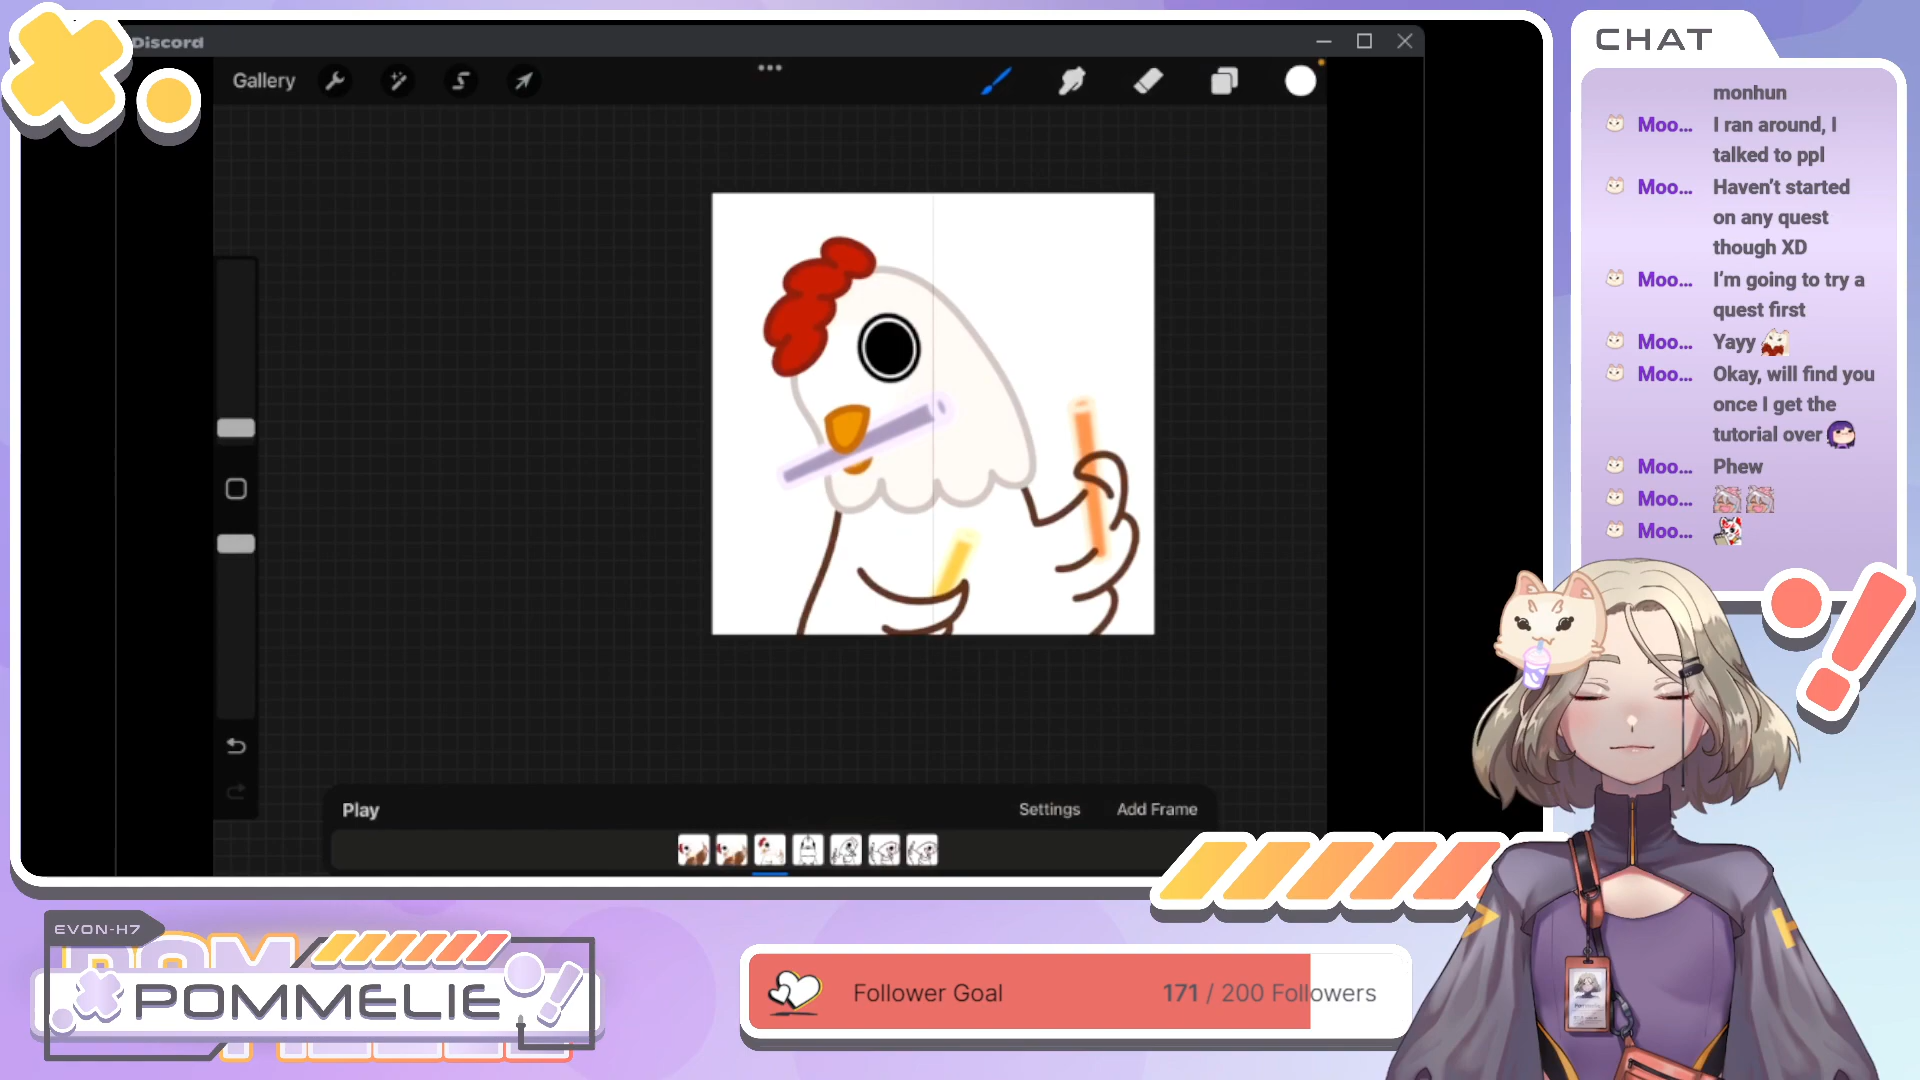 Discord
Gallery
Play
Settings
Add Frame
CHAT
monhun
Moo... I ran around, I
talked to ppl
Moo... Haven't started
on any quest
though XD
Moo... I'm going to try a
quest first
Moo... Yayy
Moo... Okay, will find you
once I get the
tutorial over
Moo... Phew
Moo...
Moo...
EVON-H7
POMMELIE
Follower Goal
171 / 200 Followers